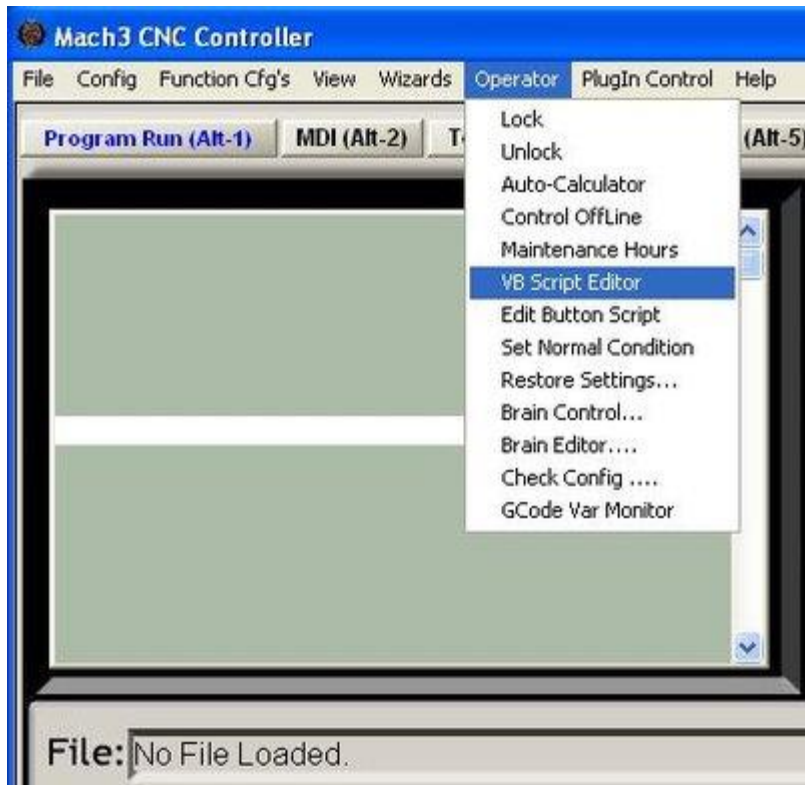 Mach3 CNC Controller
File Config Function Cfg's View Wizards Operator PlugIn Control Help
Program Run (Alt-1) MDI (Alt-2) (Alt-5)
Lock
Unlock
Auto-Calculator
Control OffLine
Maintenance Hours
VB Script Editor
Edit Button Script
Set Normal Condition
Restore Settings...
Brain Control...
Brain Editor....
Check Config ....
GCode Var Monitor
File: No File Loaded.